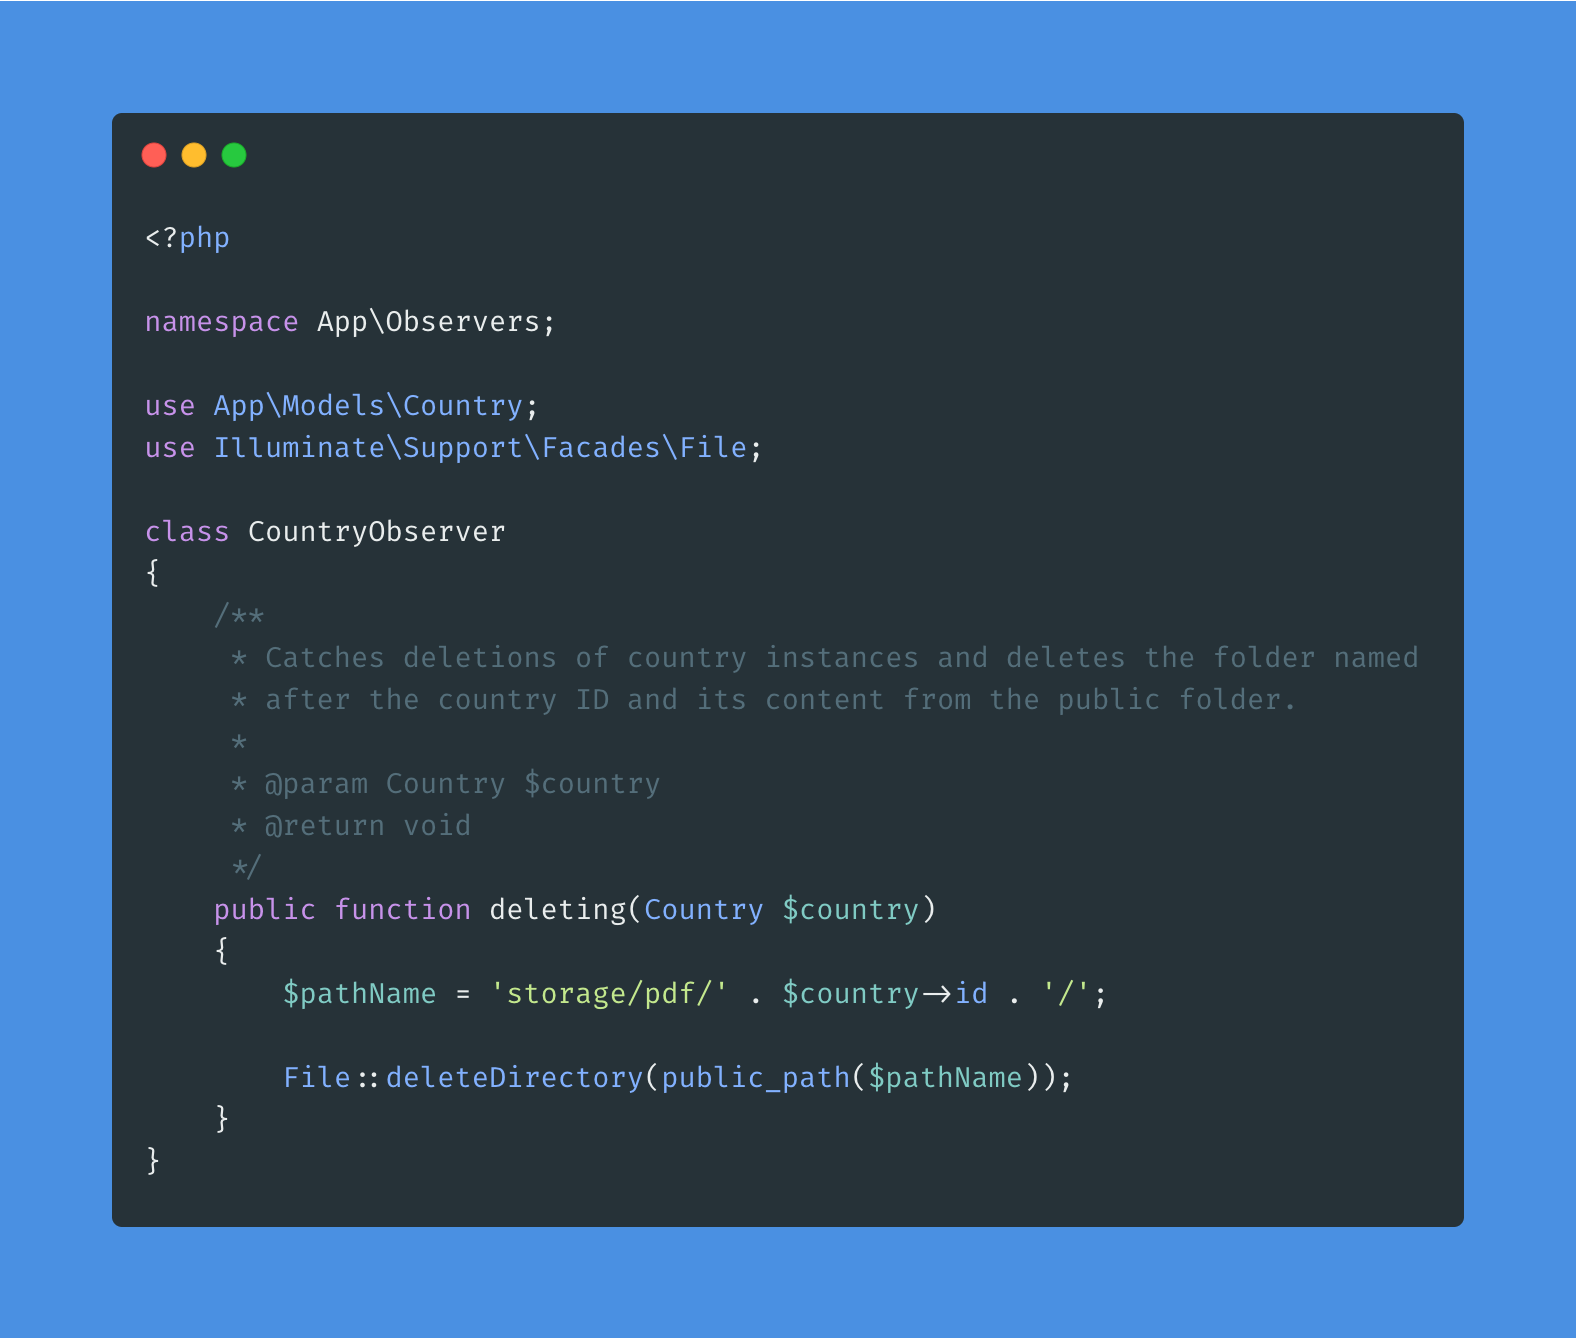 <?php
namespace App\Observers;
use App\Models\Country;
use Illuminate\Support\Facades\File;
class CountryObserver
{
    /**
     * Catches deletions of country instances and deletes the folder named
     * after the country ID and its content from the public folder.
     *
     * @param Country $country
     * @return void
     */
    public function deleting(Country $country)
    {
        $pathName = 'storage/pdf/' . $country->id . '/';
        File::deleteDirectory(public_path($pathName));
    }
}